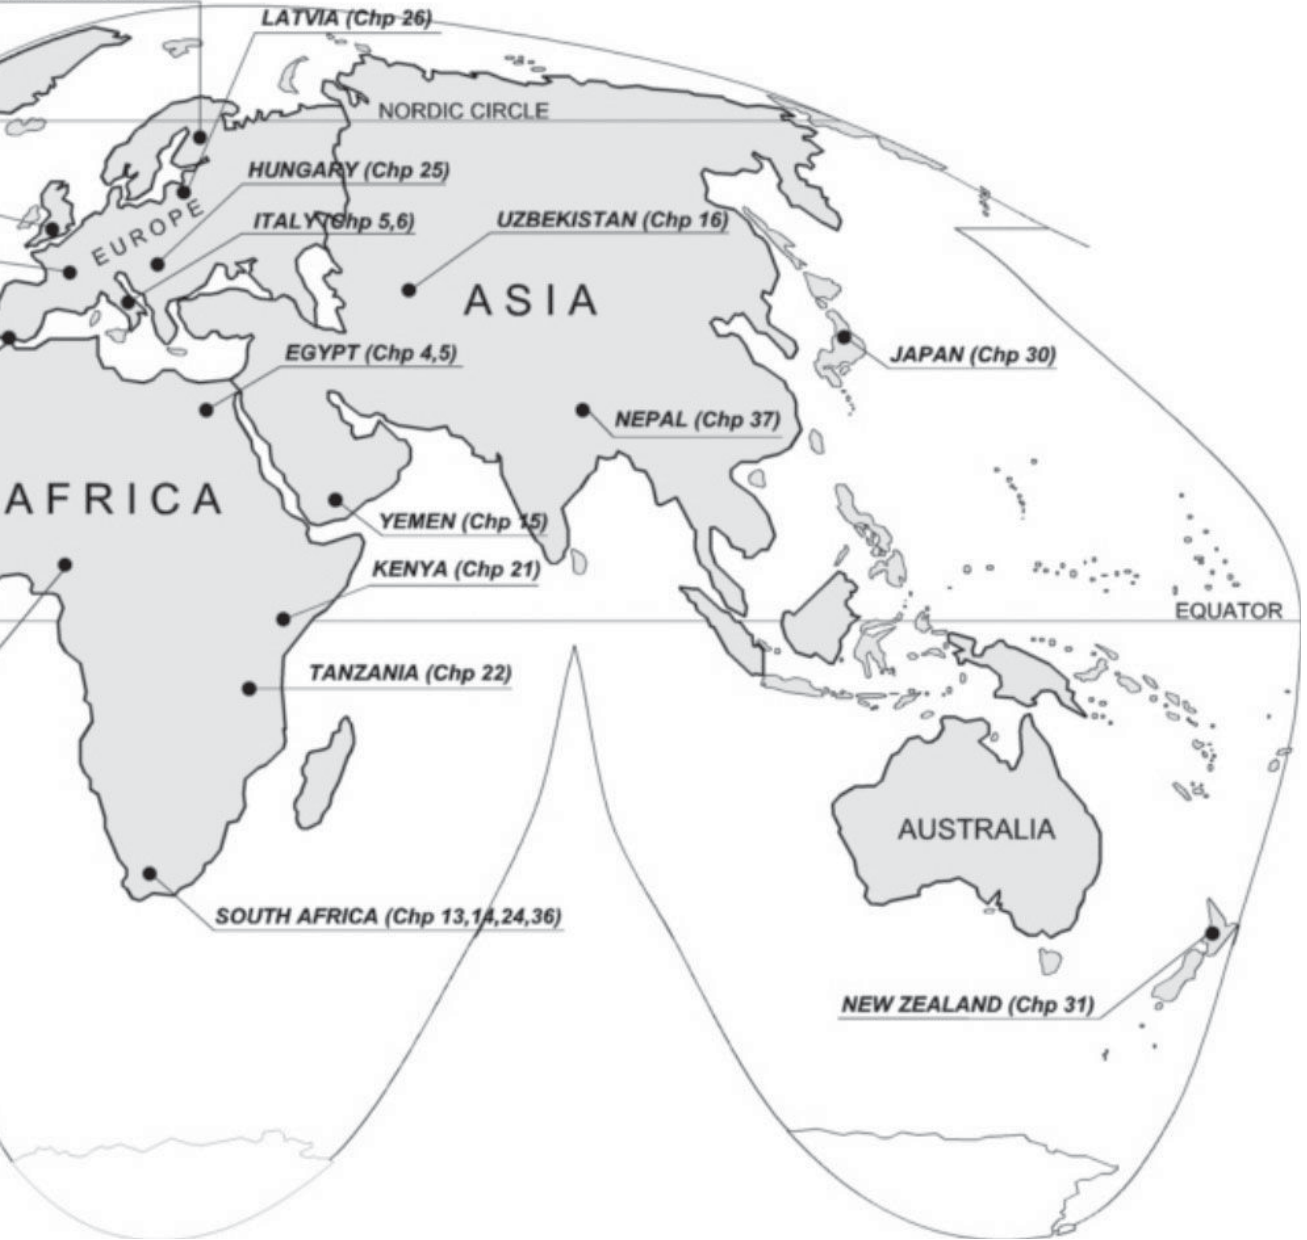 LATVIA (Chp 26)
NORDIC CIRCLE
HUNGARY (Chp 25)
EUROPE
ITALY (Chp 5,6)
UZBEKISTAN (Chp 16)
ASIA
EGYPT (Chp 4,5)
JAPAN (Chp 30)
NEPAL (Chp 37)
AFRICA
YEMEN (Chp 15)
KENYA (Chp 21)
EQUATOR
TANZANIA (Chp 22)
AUSTRALIA
SOUTH AFRICA (Chp 13,14,24,36)
NEW ZEALAND (Chp 31)